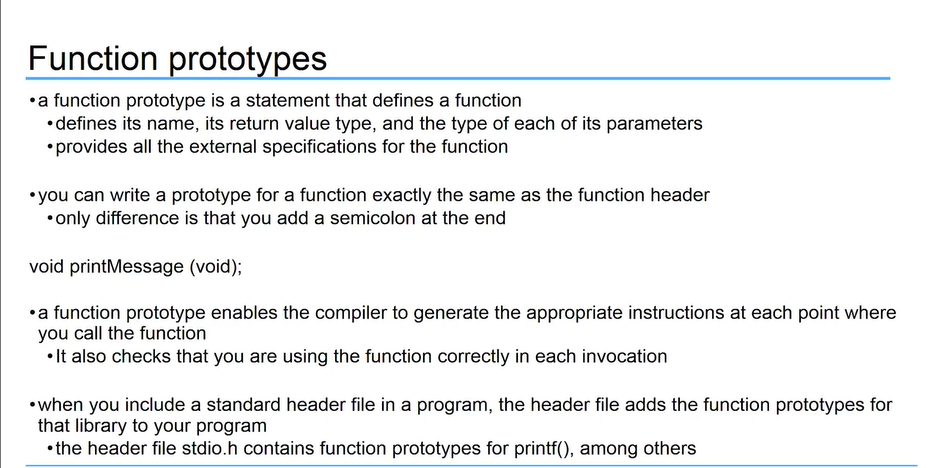 Function prototypes
•a function prototype is a statement that defines a function
•defines its name, its return value type, and the type of each of its parameters
•provides all the external specifications for the function
•you can write a prototype for a function exactly the same as the function header
•only difference is that you add a semicolon at the end
void printMessage (void);
•a function prototype enables the compiler to generate the appropriate instructions at each point where
you call the function
•It also checks that you are using the function correctly in each invocation
•when you include a standard header file in a program, the header file adds the function prototypes for
that library to your program
•the header file stdio.h contains function prototypes for printf(), among others